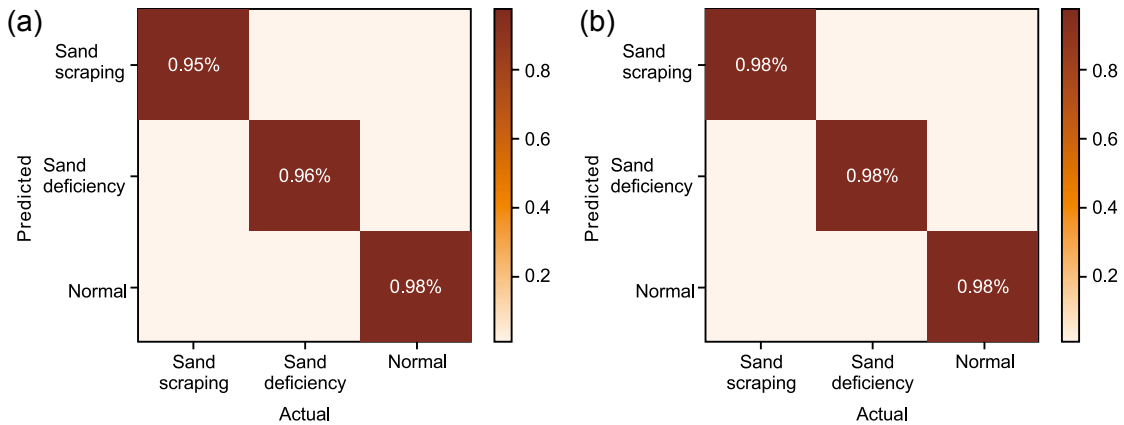 (a)
Sand
scraping
Sand
deficiency
Normal
Predicted
0.95%
0.96%
0.98%
Sand
scraping
Sand
deficiency
Normal
Actual
0.8
0.6
0.4
0.2
(b)
Sand
scraping
Sand
deficiency
Normal
Predicted
0.98%
0.98%
0.98%
Sand
scraping
Sand
deficiency
Normal
Actual
0.8
0.6
0.4
0.2